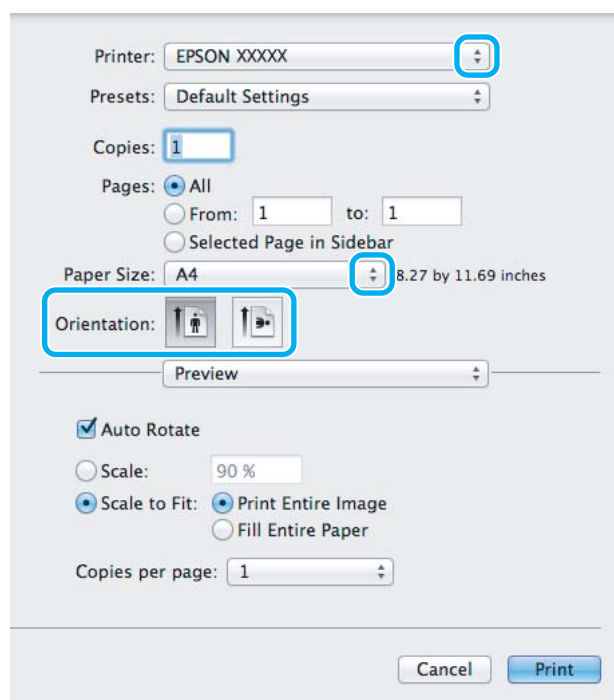 Printer: EPSON XXXXX
Presets: Default Settings
Copies: 1
Pages: All
From: 1 to: 1
Selected Page in Sidebar
Paper Size: A4 8.27 by 11.69 inches
Orientation:
Preview
Auto Rotate
Scale: 90 %
Scale to Fit: Print Entire Image
Fill Entire Paper
Copies per page: 1
Cancel Print